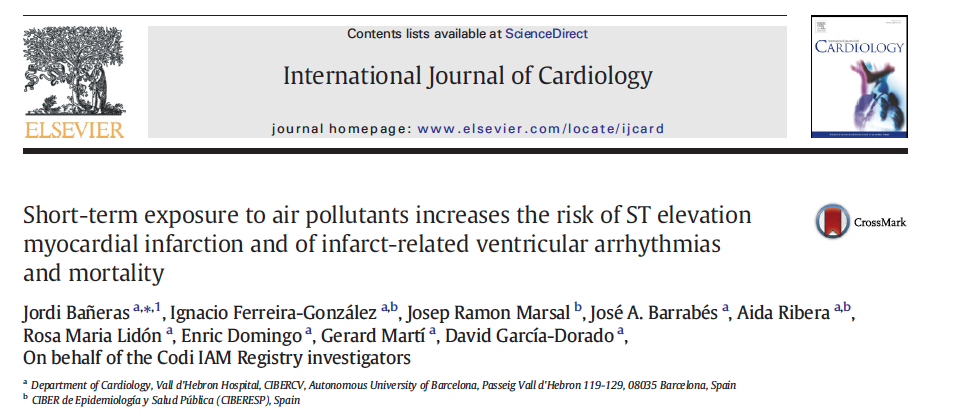 Contents lists available at ScienceDirect
International Journal of Cardiology
journal homepage: www.elsevier.com/locate/ijcard
ELSEVIER
CARDIOLOGY
Short-term exposure to air pollutants increases the risk of ST elevation
myocardial infarction and of infarct-related ventricular arrhythmias
and mortality
CrossMark
Jordi Bañeras a,*,1, Ignacio Ferreira-González a,b, Josep Ramon Marsal b, José A. Barrabés a, Aida Ribera a,b,
Rosa Maria Lidón a, Enric Domingo a, Gerard Martí a, David García-Dorado a,
On behalf of the Codi IAM Registry investigators
a Department of Cardiology, Vall d'Hebron Hospital, CIBERCV, Autonomous University of Barcelona, Passeig Vall d'Hebron 119-129, 08035 Barcelona, Spain
b CIBER de Epidemiología y Salud Pública (CIBERESP), Spain